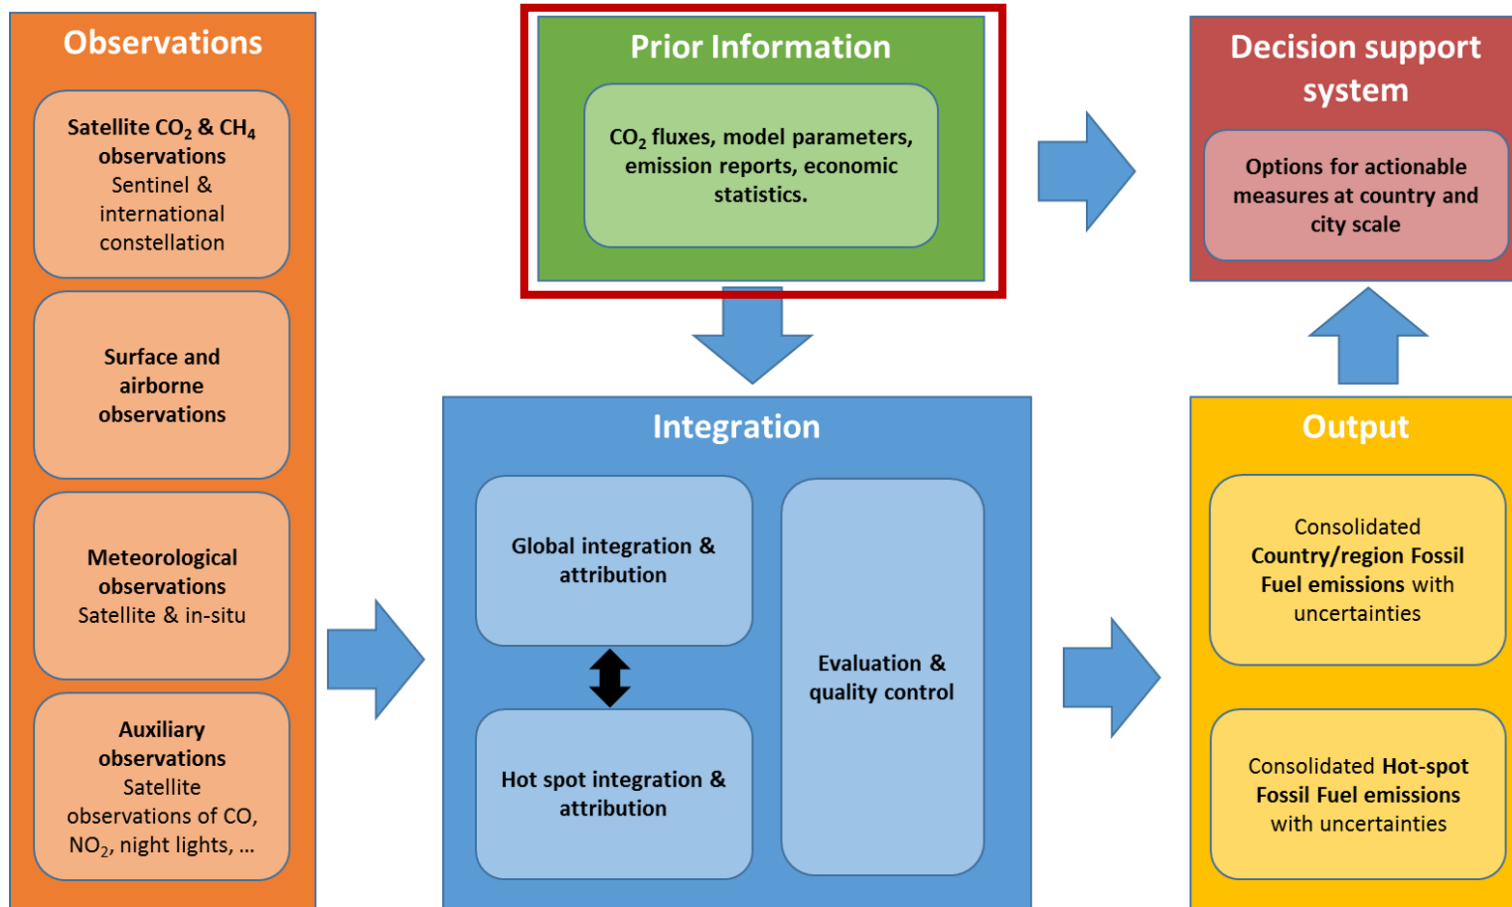 Observations
Satellite CO₂ & CH₄
observations
Sentinel &
international
constellation
Surface and
airborne
observations
Meteorological
observations
Satellite & in-situ
Auxiliary
observations
Satellite
observations of CO,
NO₂, night lights, ...
Prior Information
CO₂ fluxes, model parameters,
emission reports, economic
statistics.
Integration
Global integration &
attribution
Hot spot integration &
attribution
Evaluation &
quality control
Decision support
system
Options for actionable
measures at country and
city scale
Output
Consolidated
Country/region Fossil
Fuel emissions with
uncertainties
Consolidated Hot-spot
Fossil Fuel emissions
with uncertainties